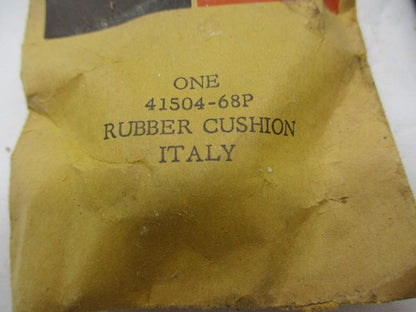 ONE
41504-68P
RUBBER CUSHION
ITALY